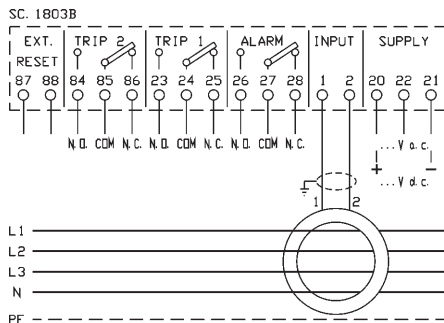 SC. 1803B
EXT. RESET TRIP 2 TRIP 1 ALARM INPUT SUPPLY
87 88 84 85 86 23 24 25 26 27 28 1 2 20 22 21
N.O. COM N.C. N.O. COM N.C. N.O. COM N.C. ...V a.c.
+ ...V d.c. −
1 2
L1
L2
L3
N
PE